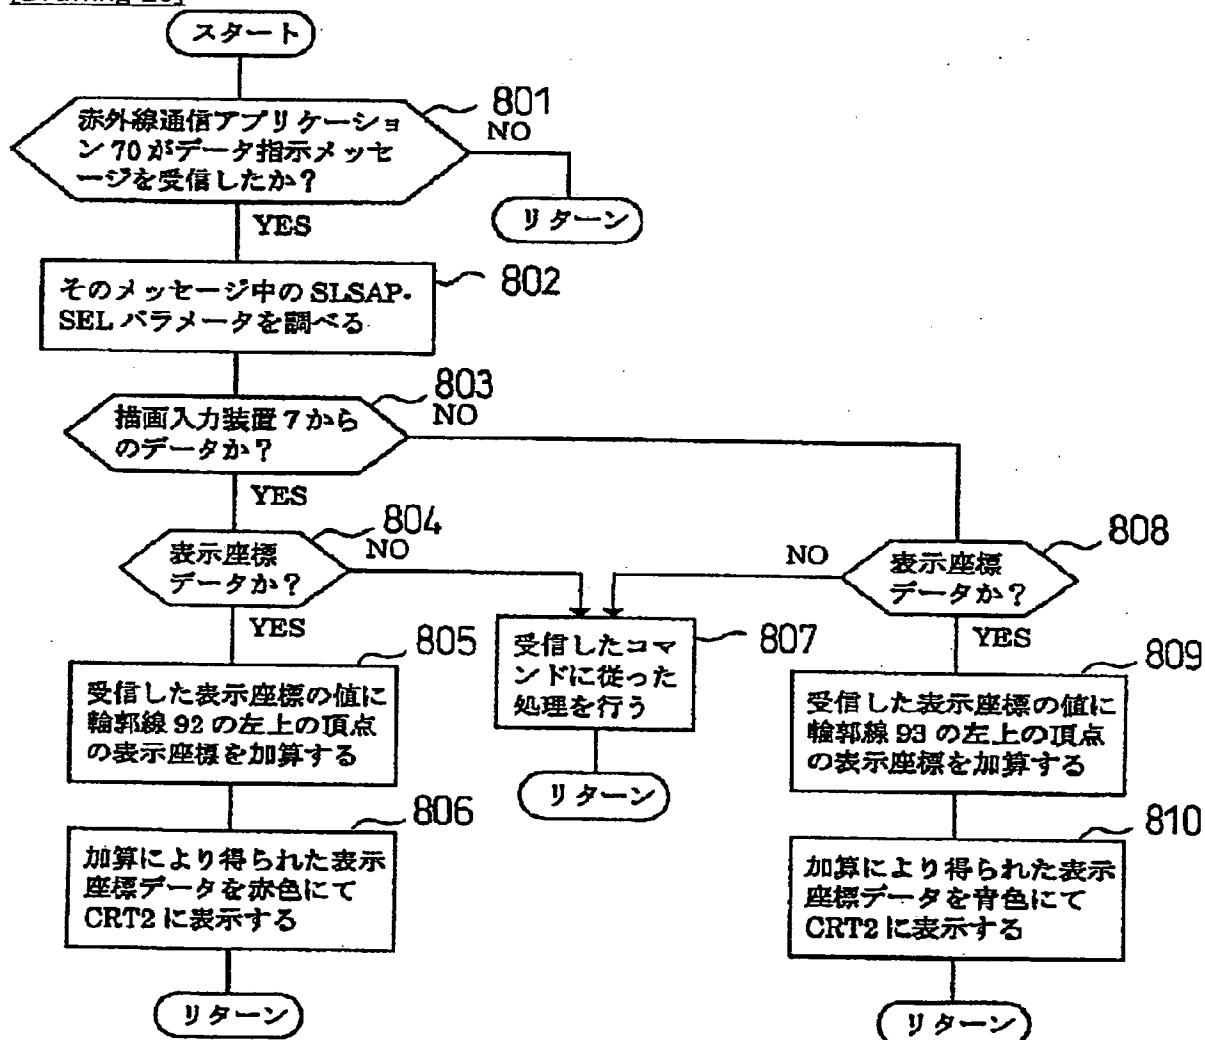 スタート
801
赤外線通信アプリケーショ
ン70がデータ指示メッセ
ージを受信したか？
NO
リターン
YES
802
そのメッセージ中のSLSAP-
SELパラメータを調べる
803
描画入力装置7から
のデータか？
NO
YES
804
表示座標
データか？
NO
YES
808
表示座標
データか？
NO
YES
805
受信した表示座標の値に
輪郭線92の左上の頂点
の表示座標を加算する
807
受信したコマ
ンドに従った
処理を行う
リターン
809
受信した表示座標の値に
輪郭線93の左上の頂点
の表示座標を加算する
806
加算により得られた表示
座標データを赤色にて
CRT2に表示する
リターン
810
加算により得られた表示
座標データを青色にて
CRT2に表示する
リターン